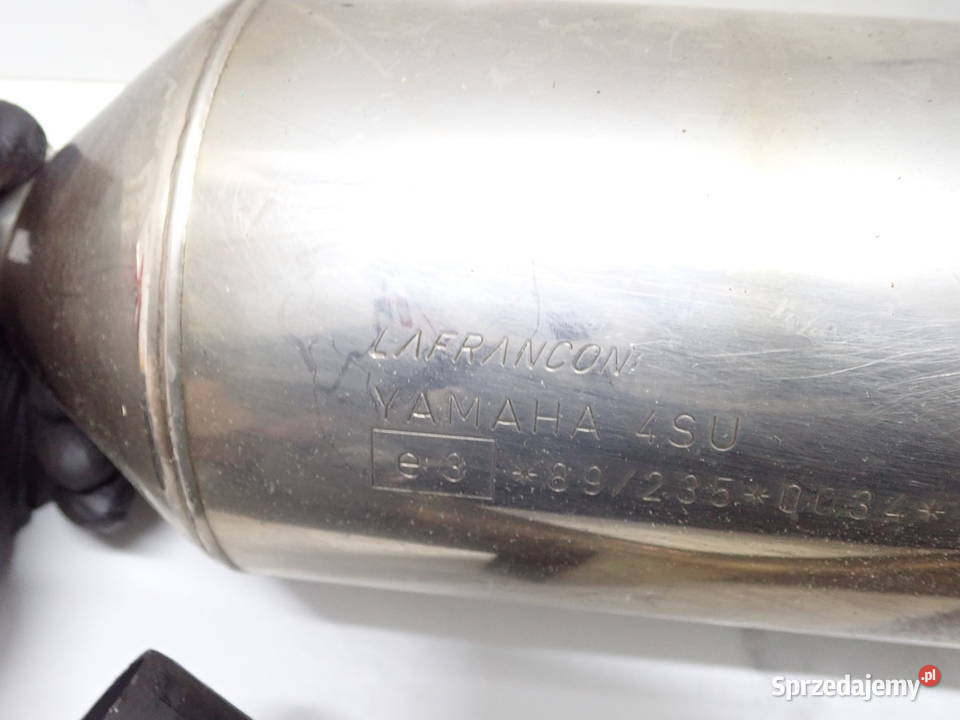 LAFRANCONI
YAMAHA 4SU
e 3 *89/235*0034*
Sprzedajemy.pl